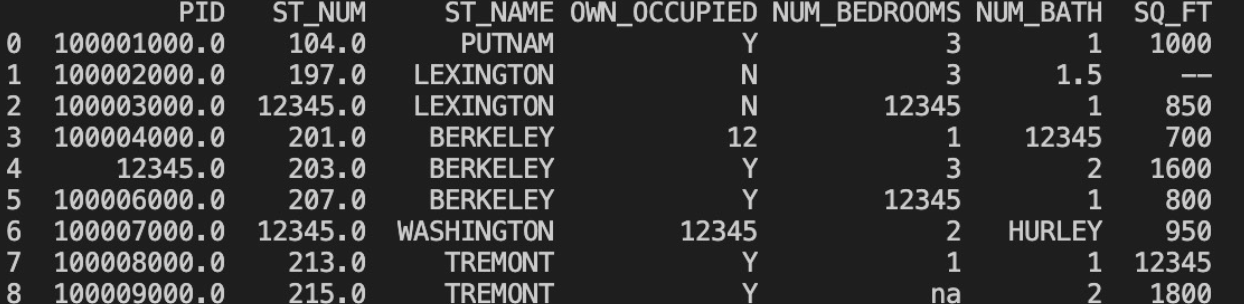 PID ST_NUM ST_NAME OWN_OCCUPIED NUM_BEDROOMS NUM_BATH SQ_FT
0 100001000.0 104.0 PUTNAM Y 3 1 1000
1 100002000.0 197.0 LEXINGTON N 3 1.5 --
2 100003000.0 12345.0 LEXINGTON N 12345 1 850
3 100004000.0 201.0 BERKELEY 12 1 12345 700
4 12345.0 203.0 BERKELEY Y 3 2 1600
5 100006000.0 207.0 BERKELEY Y 12345 1 800
6 100007000.0 12345.0 WASHINGTON 12345 2 HURLEY 950
7 100008000.0 213.0 TREMONT Y 1 1 12345
8 100009000.0 215.0 TREMONT Y na 2 1800